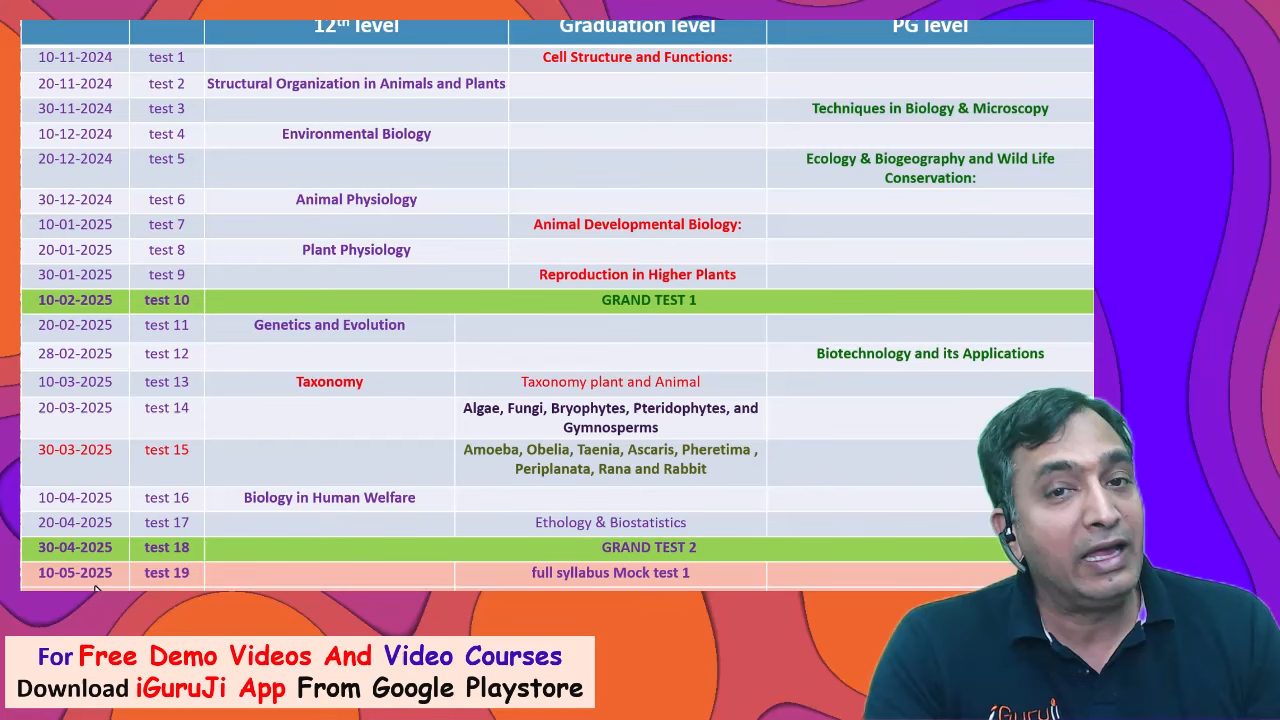 12th level Graduation level PG level
10-11-2024 test 1 Cell Structure and Functions:
20-11-2024 test 2 Structural Organization in Animals and Plants
30-11-2024 test 3 Techniques in Biology & Microscopy
10-12-2024 test 4 Environmental Biology
20-12-2024 test 5 Ecology & Biogeography and Wild Life
Conservation:
30-12-2024 test 6 Animal Physiology
10-01-2025 test 7 Animal Developmental Biology:
20-01-2025 test 8 Plant Physiology
30-01-2025 test 9 Reproduction in Higher Plants
10-02-2025 test 10 GRAND TEST 1
20-02-2025 test 11 Genetics and Evolution
28-02-2025 test 12 Biotechnology and its Applications
10-03-2025 test 13 Taxonomy Taxonomy plant and Animal
20-03-2025 test 14 Algae, Fungi, Bryophytes, Pteridophytes, and
Gymnosperms
30-03-2025 test 15 Amoeba, Obelia, Taenia, Ascaris, Pheretima ,
Periplanata, Rana and Rabbit
10-04-2025 test 16 Biology in Human Welfare
20-04-2025 test 17 Ethology & Biostatistics
30-04-2025 test 18 GRAND TEST 2
10-05-2025 test 19 full syllabus Mock test 1
For Free Demo Videos And Video Courses
Download iGuruJi App From Google Playstore
iGuruji